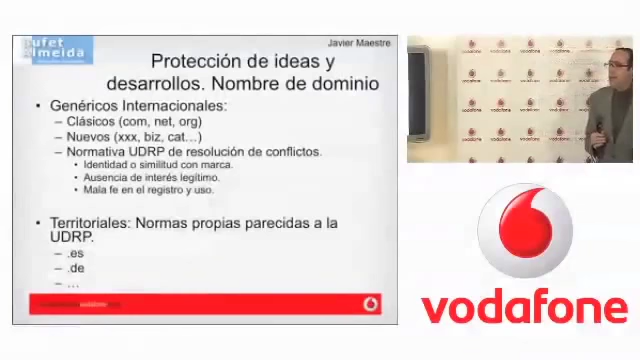 Bufet
Almeida
Javier Maestre
Protección de ideas y
desarrollos. Nombre de dominio
• Genéricos Internacionales:
– Clásicos (com, net, org)
– Nuevos (xxx, biz, cat…)
– Normativa UDRP de resolución de conflictos.
• Identidad o similitud con marca.
• Ausencia de interés legítimo.
• Mala fe en el registro y uso.
• Territoriales: Normas propias parecidas a la
UDRP.
– .es
– .de
– …
vodafone